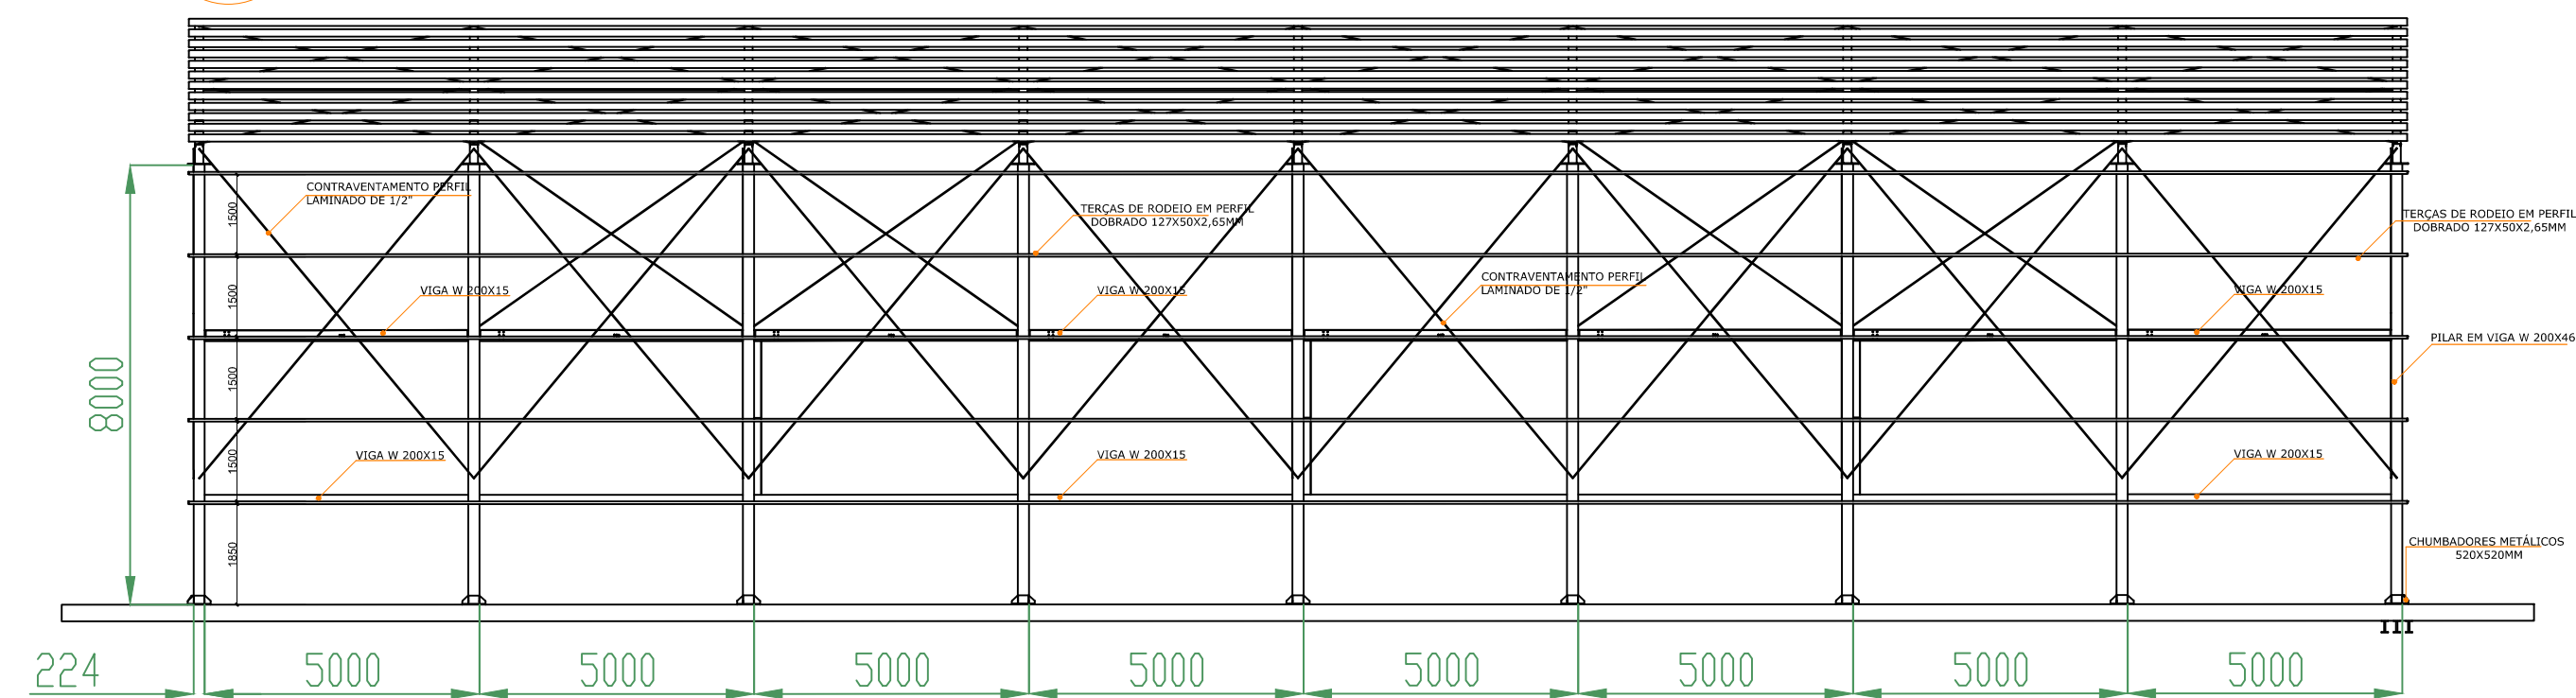 CONTRAVENTAMENTO PERFIL
LAMINADO DE 1/2"
TERÇAS DE RODEIO EM PERFIL
DOBRADO 127X50X2,65MM
TERÇAS DE RODEIO EM PERFIL
DOBRADO 127X50X2,65MM
1500
CONTRAVENTAMENTO PERFIL
LAMINADO DE 1/2"
VIGA W 200X15
VIGA W 200X15
VIGA W 200X15
1500
PILAR EM VIGA W 200X46
8000
1500
VIGA W 200X15
VIGA W 200X15
VIGA W 200X15
1500
CHUMBADORES METÁLICOS
520X520MM
1850
224
5000
5000
5000
5000
5000
5000
5000
5000